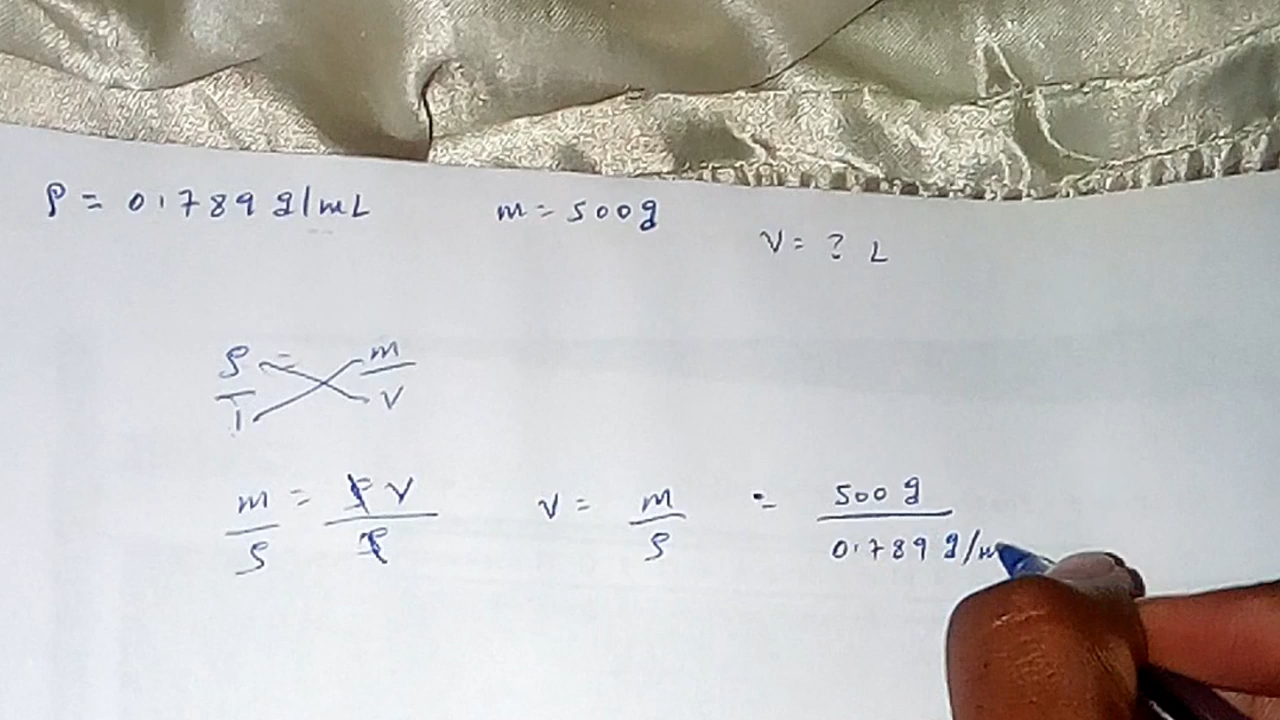 ρ = 0.789 g/mL m = 500g
V = ? L
ρ/1 = m/V
m/ρ = ρV/ρ V = m/ρ = 500 g / 0.789 g/m